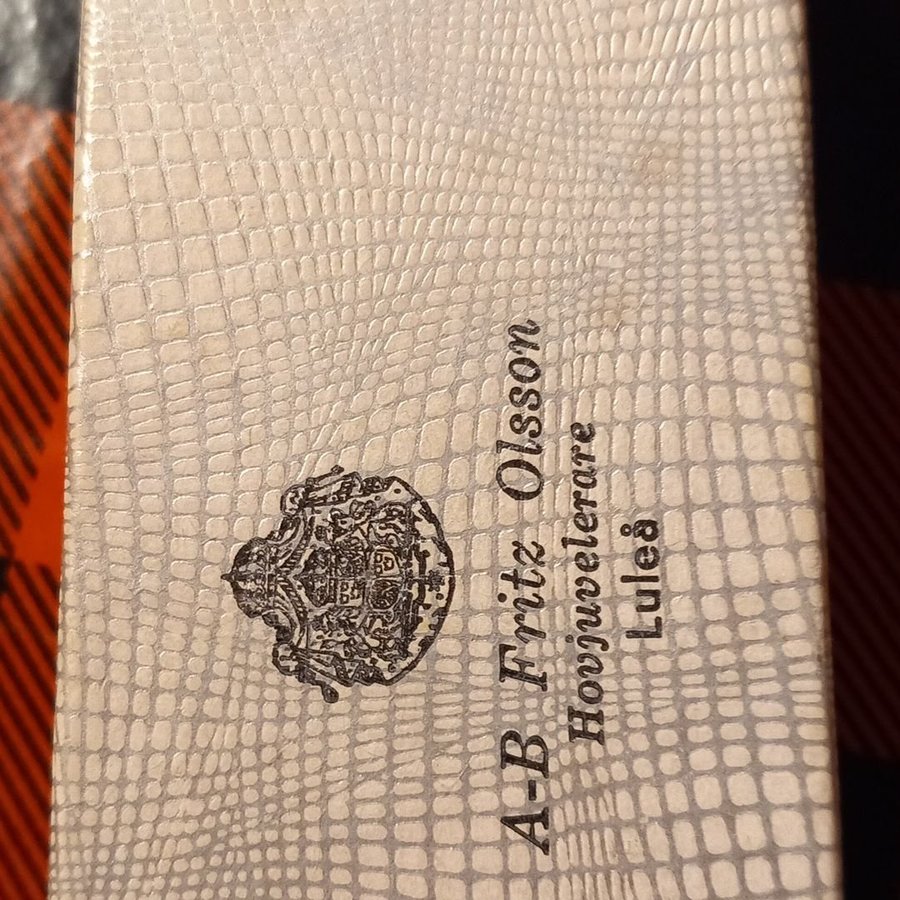 A-B Fritz Olsson
Hovjuvelerare
Luleå